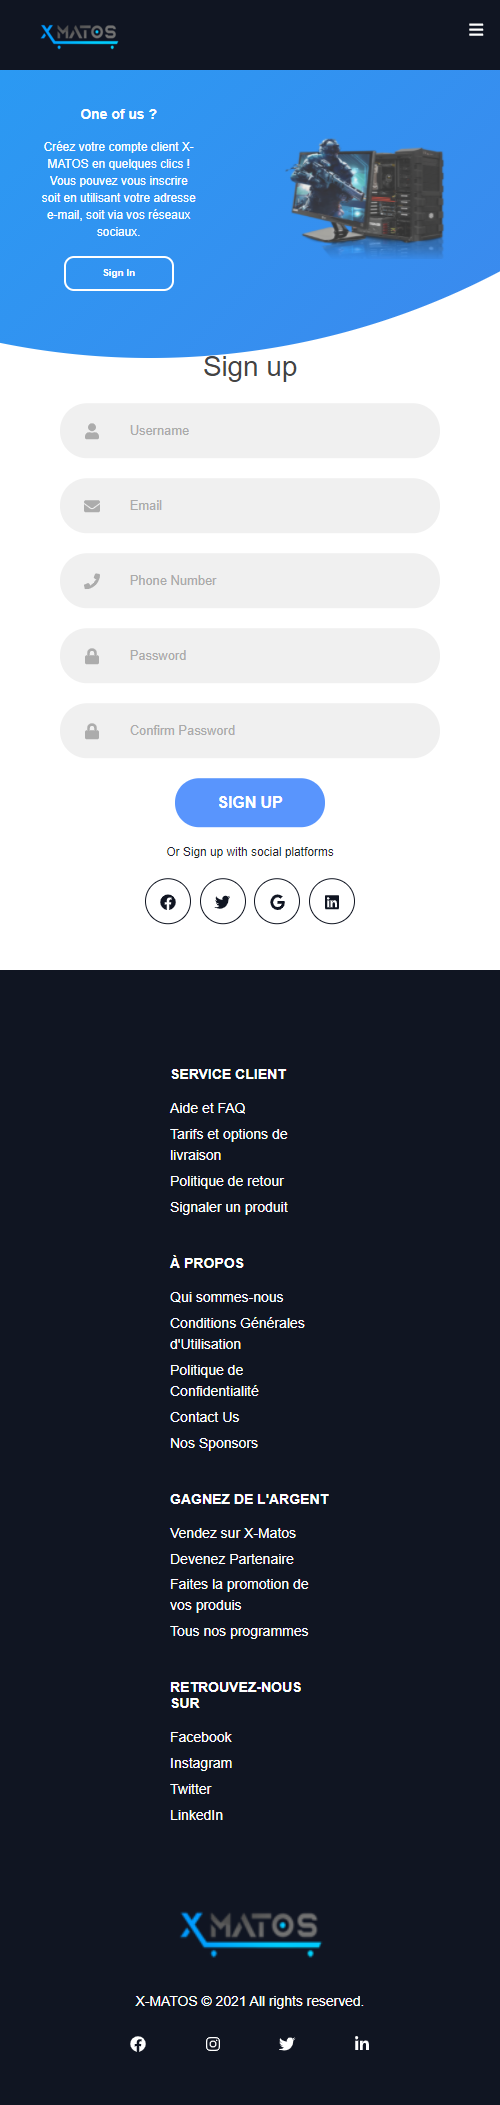 X MATOS
One of us ?
Créez votre compte client X-
MATOS en quelques clics !
Vous pouvez vous inscrire
soit en utilisant votre adresse
e-mail, soit via vos réseaux
sociaux.
Sign In
Sign up
Username
Email
Phone Number
Password
Confirm Password
SIGN UP
Or Sign up with social platforms
SERVICE CLIENT
Aide et FAQ
Tarifs et options de
livraison
Politique de retour
Signaler un produit
À PROPOS
Qui sommes-nous
Conditions Générales
d'Utilisation
Politique de
Confidentialité
Contact Us
Nos Sponsors
GAGNEZ DE L'ARGENT
Vendez sur X-Matos
Devenez Partenaire
Faites la promotion de
vos produis
Tous nos programmes
RETROUVEZ-NOUS
SUR
Facebook
Instagram
Twitter
LinkedIn
X MATOS
X-MATOS © 2021 All rights reserved.